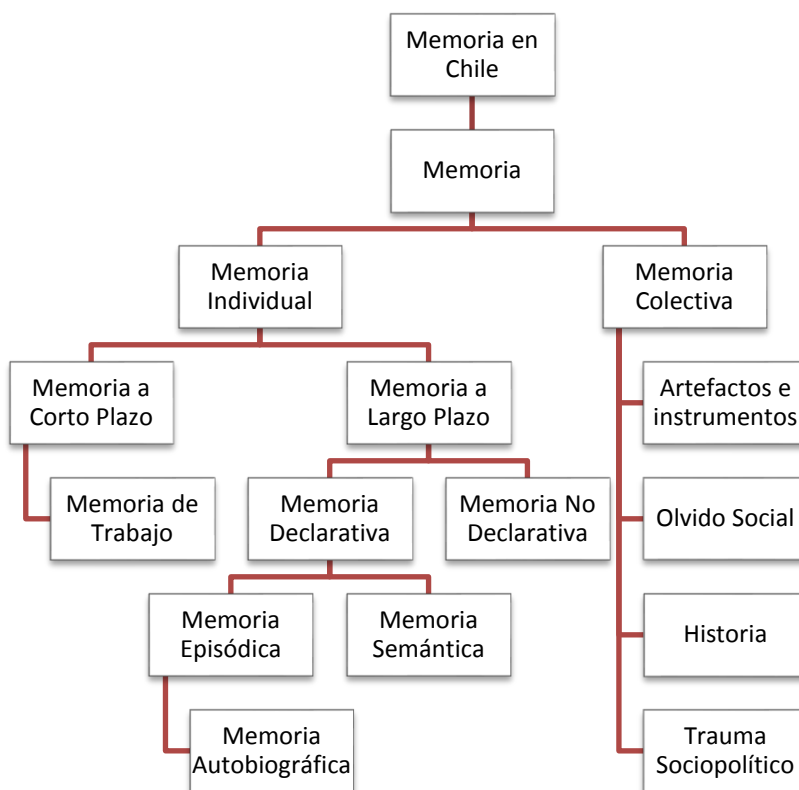 Memoria en
Chile
Memoria
Memoria
Individual
Memoria
Colectiva
Memoria a
Corto Plazo
Memoria a
Largo Plazo
Artefactos e
instrumentos
Memoria de
Trabajo
Memoria
Declarativa
Memoria No
Declarativa
Olvido Social
Memoria
Episódica
Memoria
Semántica
Historia
Memoria
Autobiográfica
Trauma
Sociopolítico